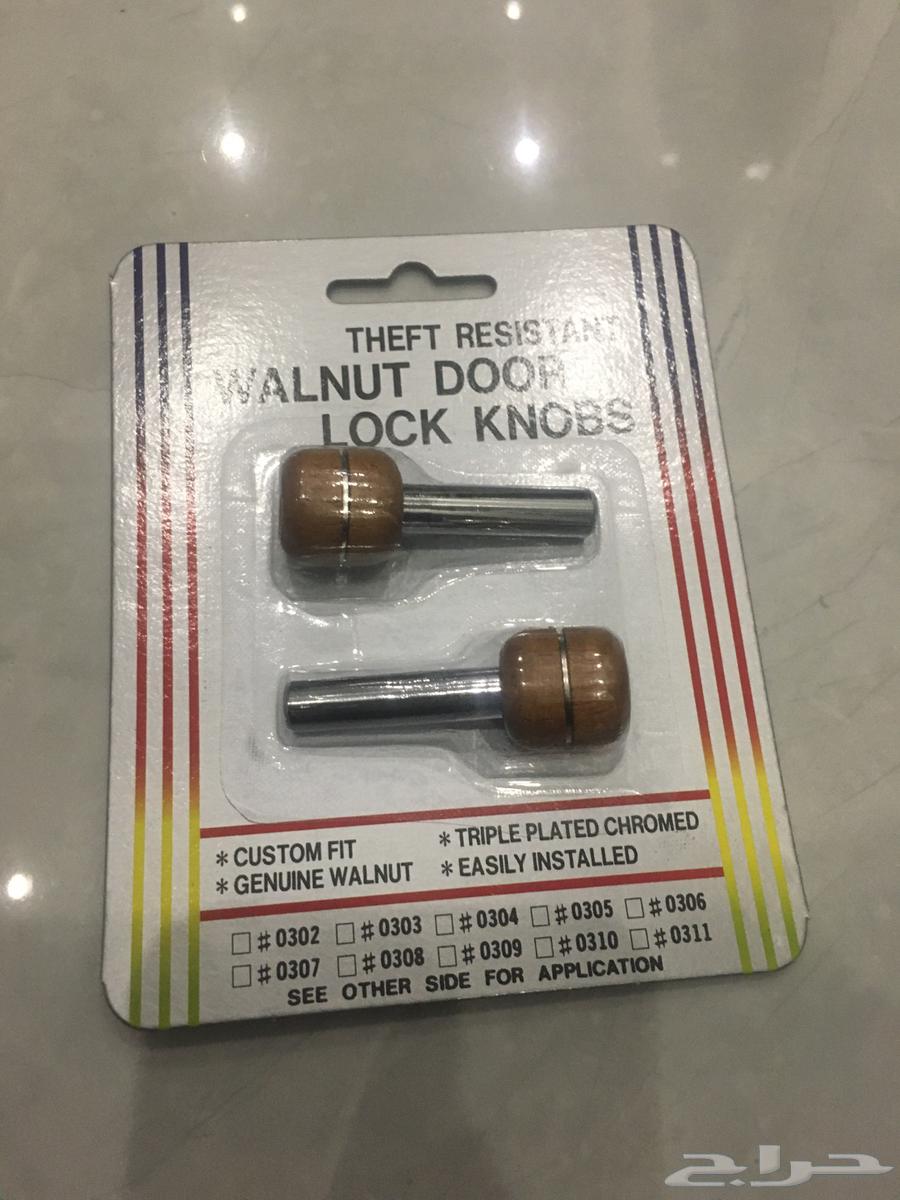 THEFT RESISTANT
WALNUT DOOR
LOCK KNOBS
* CUSTOM FIT
* GENUINE WALNUT
* TRIPLE PLATED CHROMED
* EASILY INSTALLED
□ #0302 □ #0303 □ #0304 □ #0305 □ #0306
□ #0307 □ #0308 □ #0309 □ #0310 □ #0311
SEE OTHER SIDE FOR APPLICATION
حراج